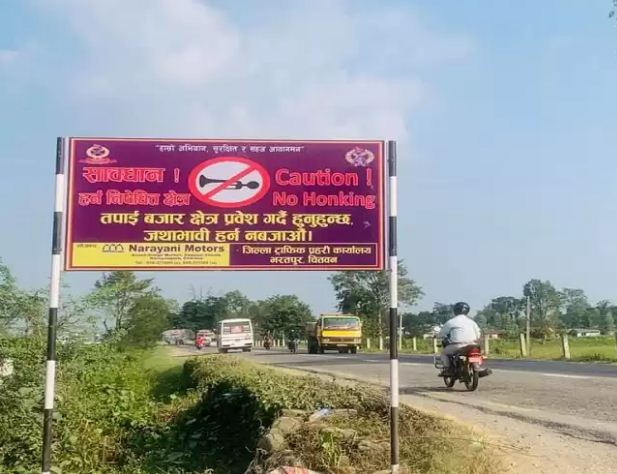 "हाम्रो अभियान, सुरक्षित र सहज आवागमन"
सावधान !
हर्न निषेधित क्षेत्र
Caution !
No Honking
तपाई बजार क्षेत्र प्रवेश गर्दै हुनुहुन्छ,
जथाभावी हर्न नबजाऔं ।
Narayani Motors
जिल्ला ट्राफिक प्रहरी कार्यालय
भरतपुर, चितवन